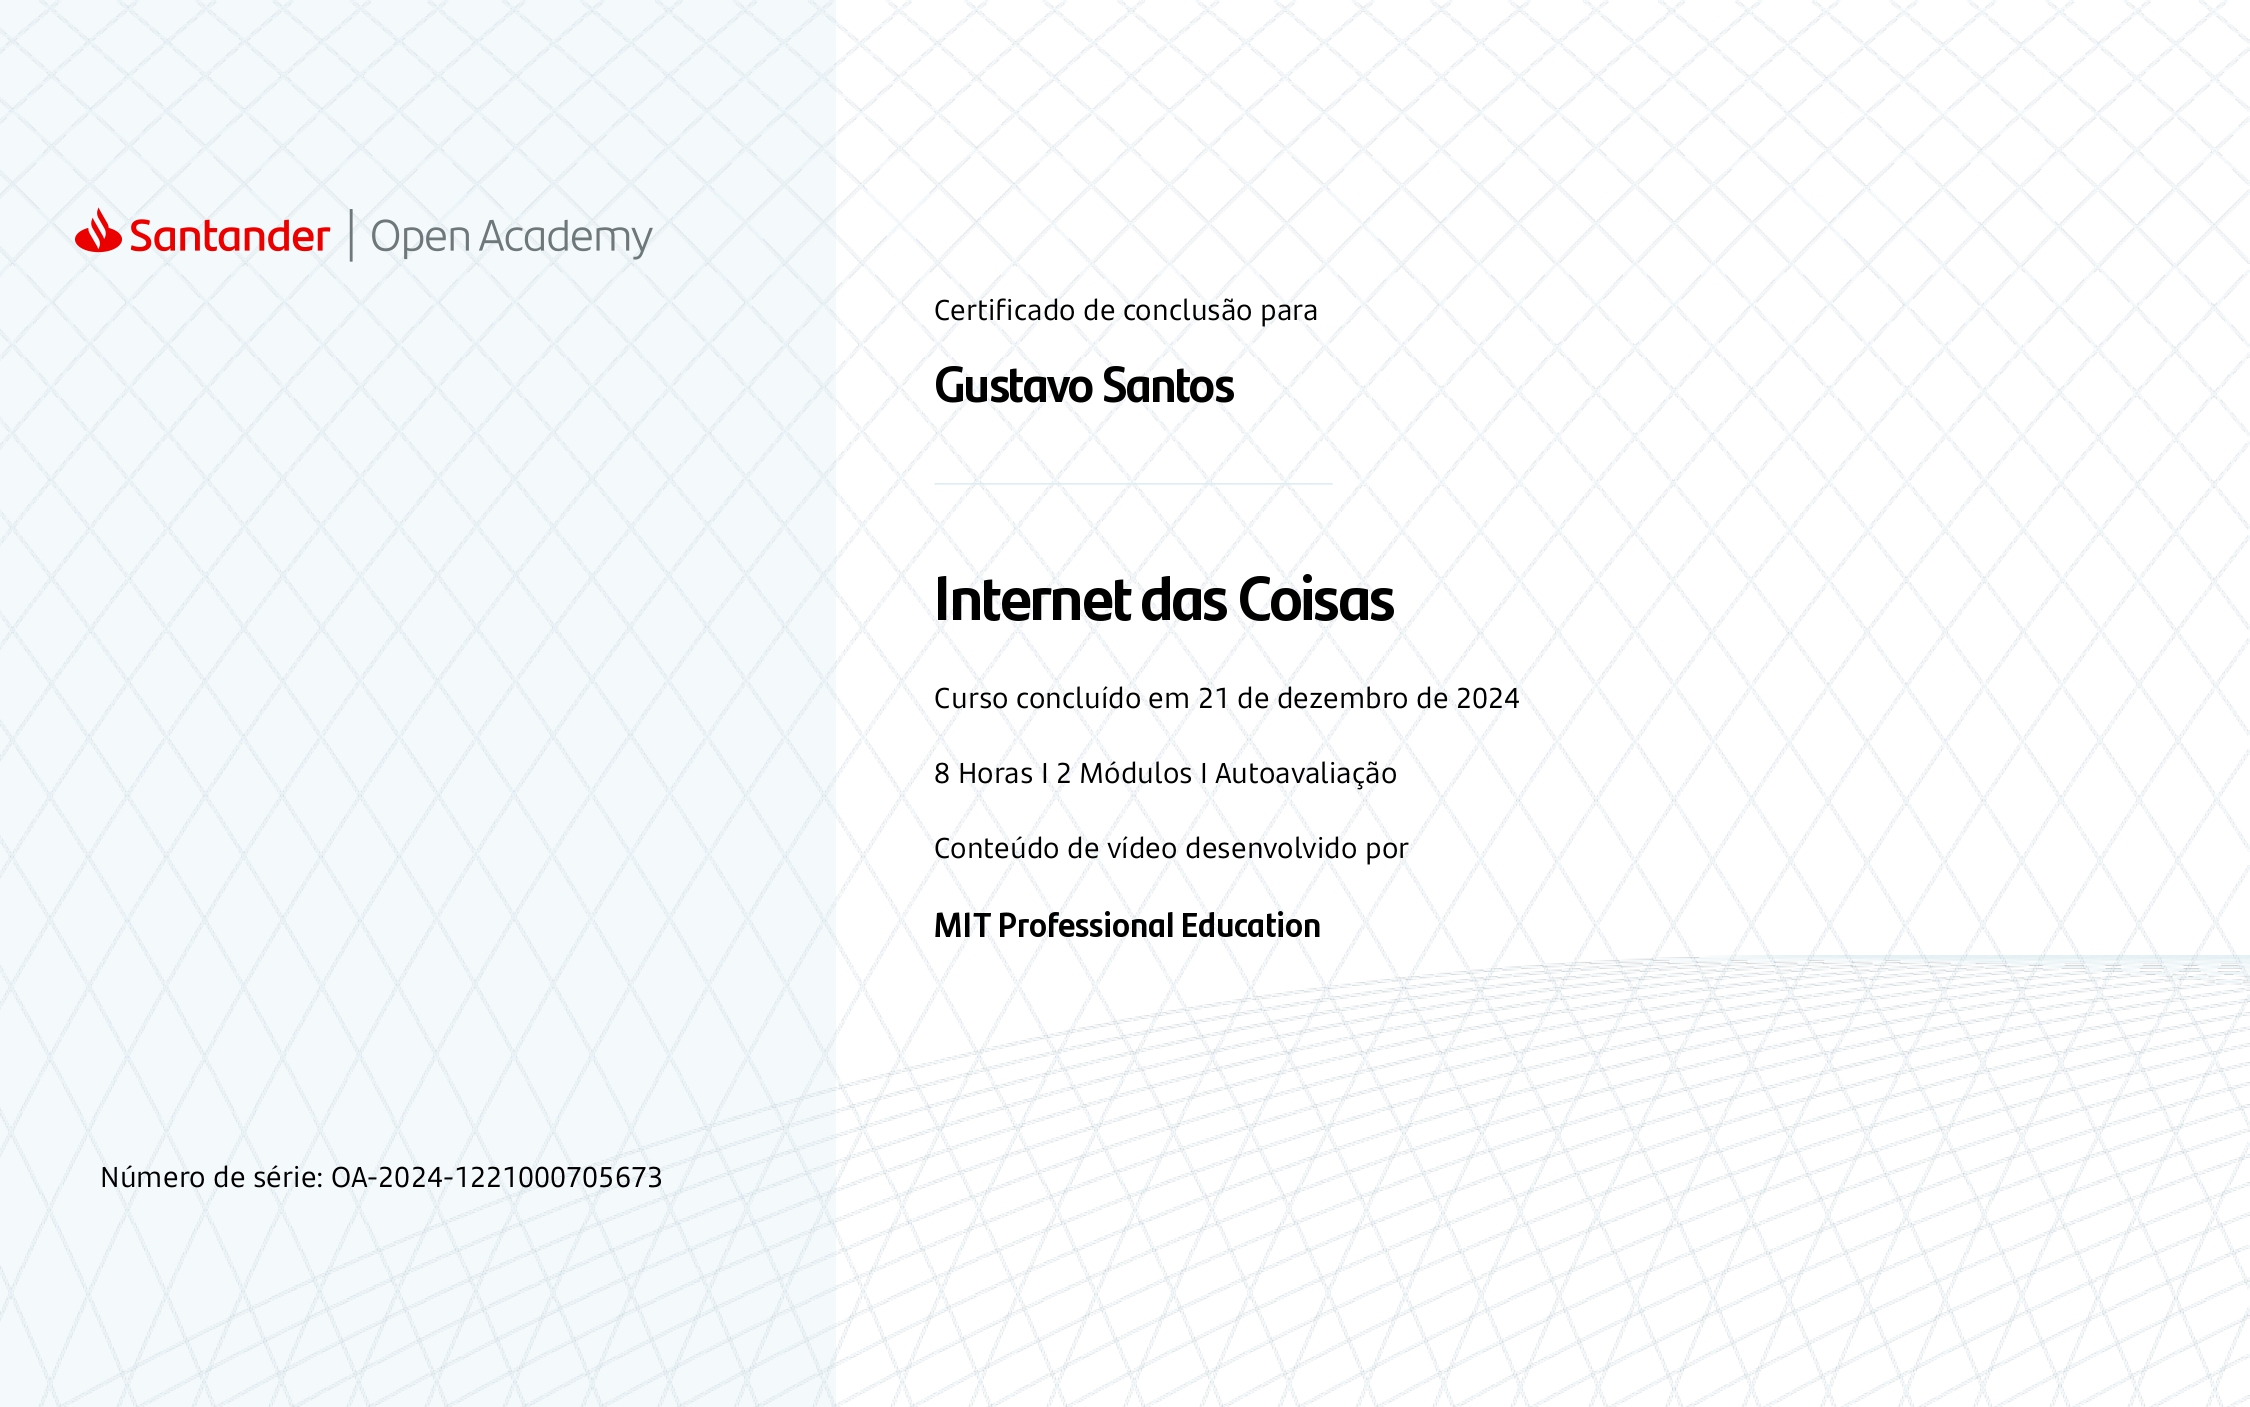 Santander | Open Academy
Certificado de conclusão para
Gustavo Santos
Internet das Coisas
Curso concluído em 21 de dezembro de 2024
8 Horas I 2 Módulos I Autoavaliação
Conteúdo de vídeo desenvolvido por
MIT Professional Education
Número de série: OA-2024-1221000705673